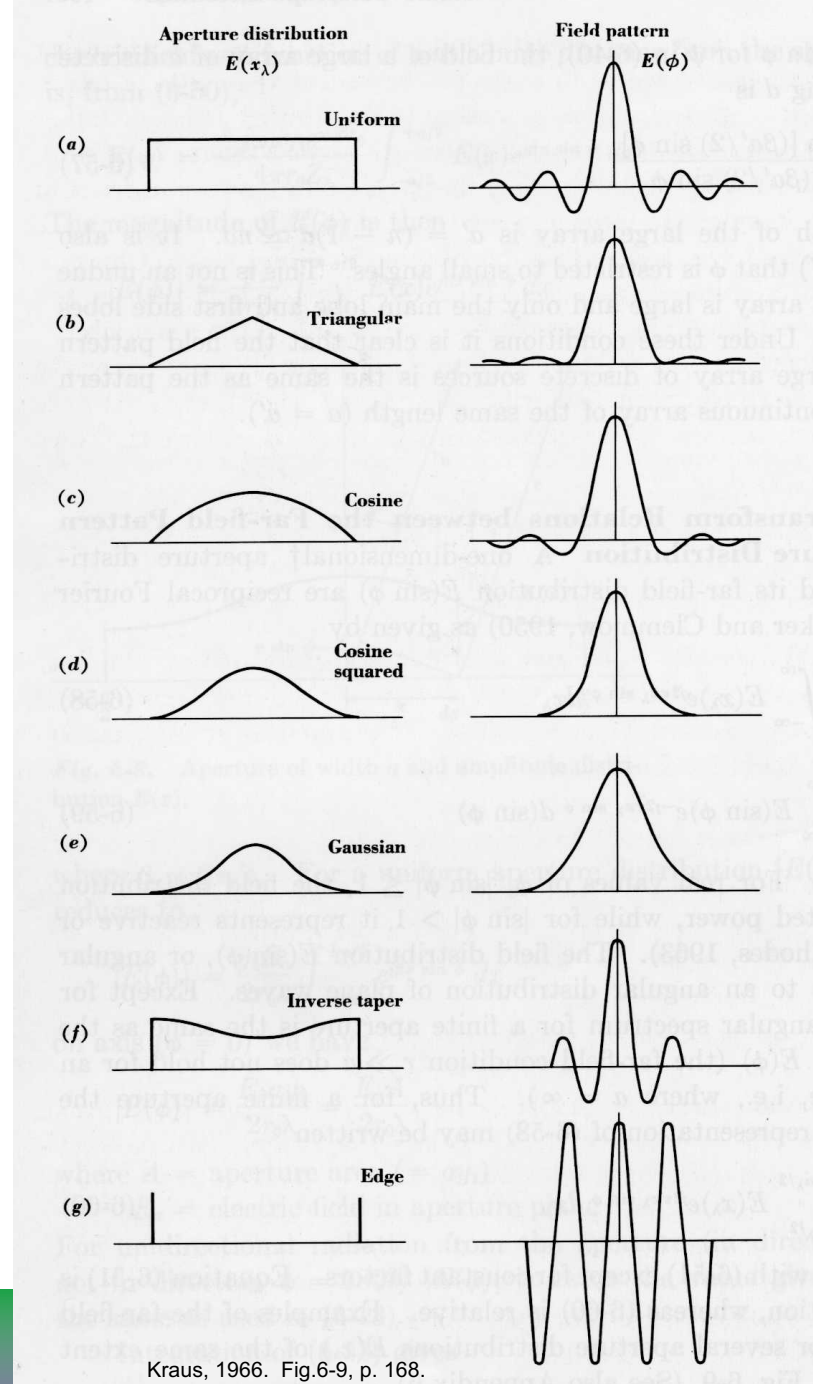 Aperture distribution
E(xλ)
Field pattern
E(φ)
(a)
Uniform
(b)
Triangular
(c)
Cosine
(d)
Cosine
squared
(e)
Gaussian
(f)
Inverse taper
(g)
Edge
Kraus, 1966. Fig.6-9, p. 168.